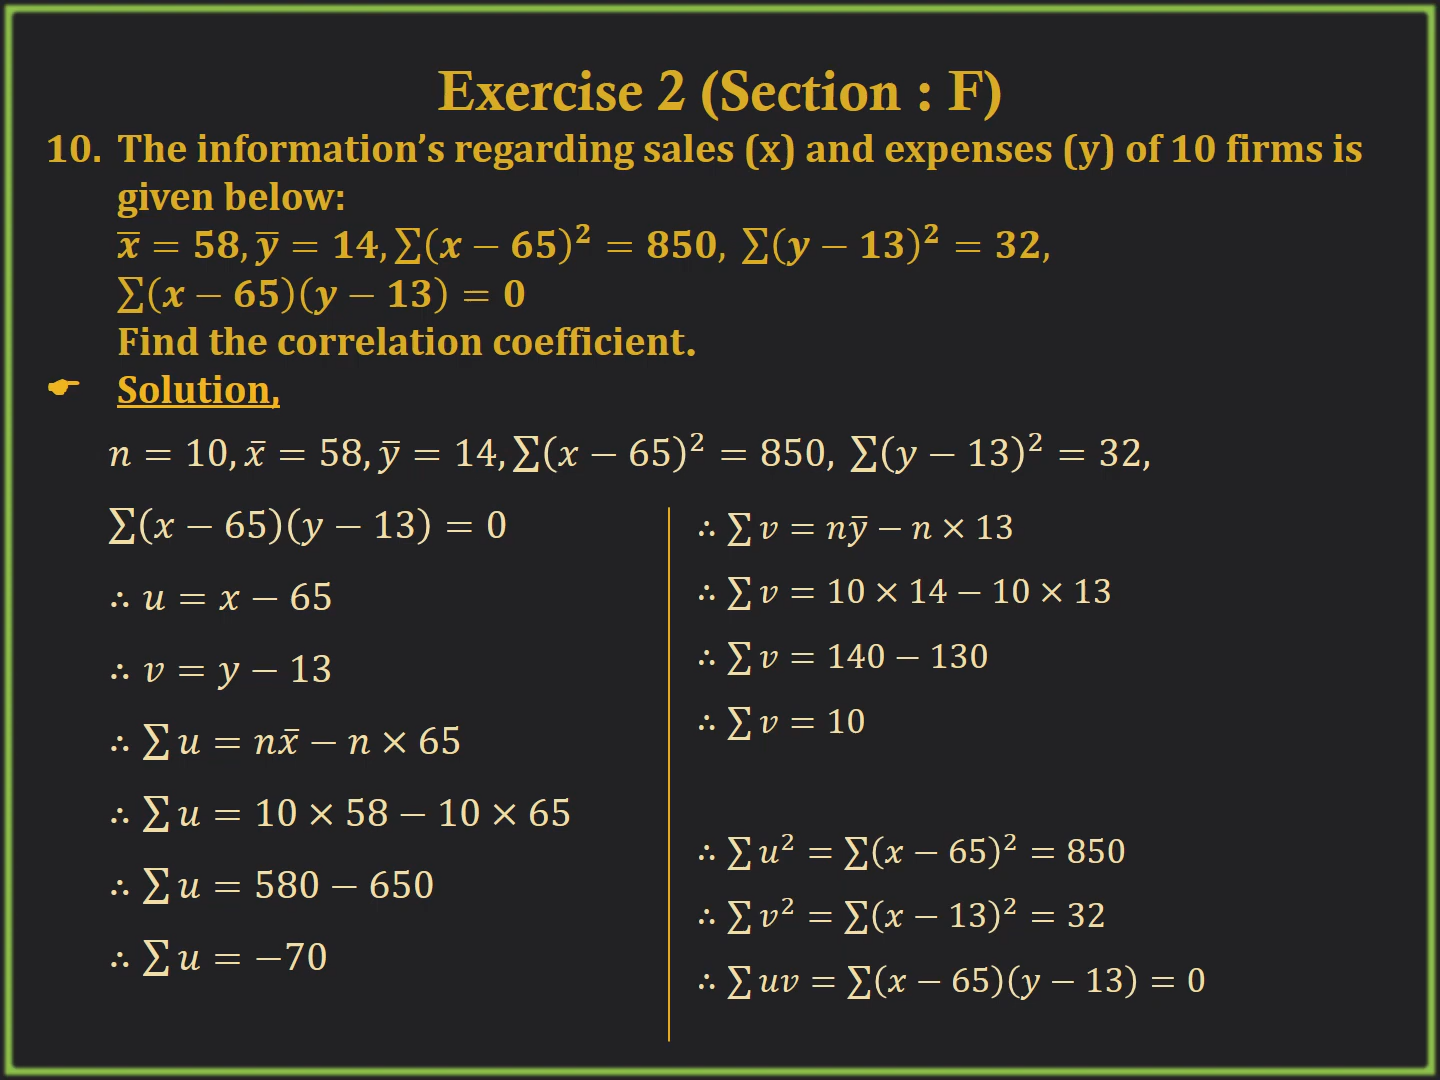 Exercise 2 (Section : F)
10. The information's regarding sales (x) and expenses (y) of 10 firms is
given below:
x̅ = 58, y̅ = 14, ∑(x − 65)² = 850, ∑(y − 13)² = 32,
∑(x − 65)(y − 13) = 0
Find the correlation coefficient.
☛ Solution,
n = 10, x̅ = 58, y̅ = 14, ∑(x − 65)² = 850, ∑(y − 13)² = 32,
∑(x − 65)(y − 13) = 0
∴ u = x − 65
∴ v = y − 13
∴ ∑ u = nx̅ − n × 65
∴ ∑ u = 10 × 58 − 10 × 65
∴ ∑ u = 580 − 650
∴ ∑ u = −70
∴ ∑ v = ny̅ − n × 13
∴ ∑ v = 10 × 14 − 10 × 13
∴ ∑ v = 140 − 130
∴ ∑ v = 10
∴ ∑ u² = ∑(x − 65)² = 850
∴ ∑ v² = ∑(x − 13)² = 32
∴ ∑ uv = ∑(x − 65)(y − 13) = 0